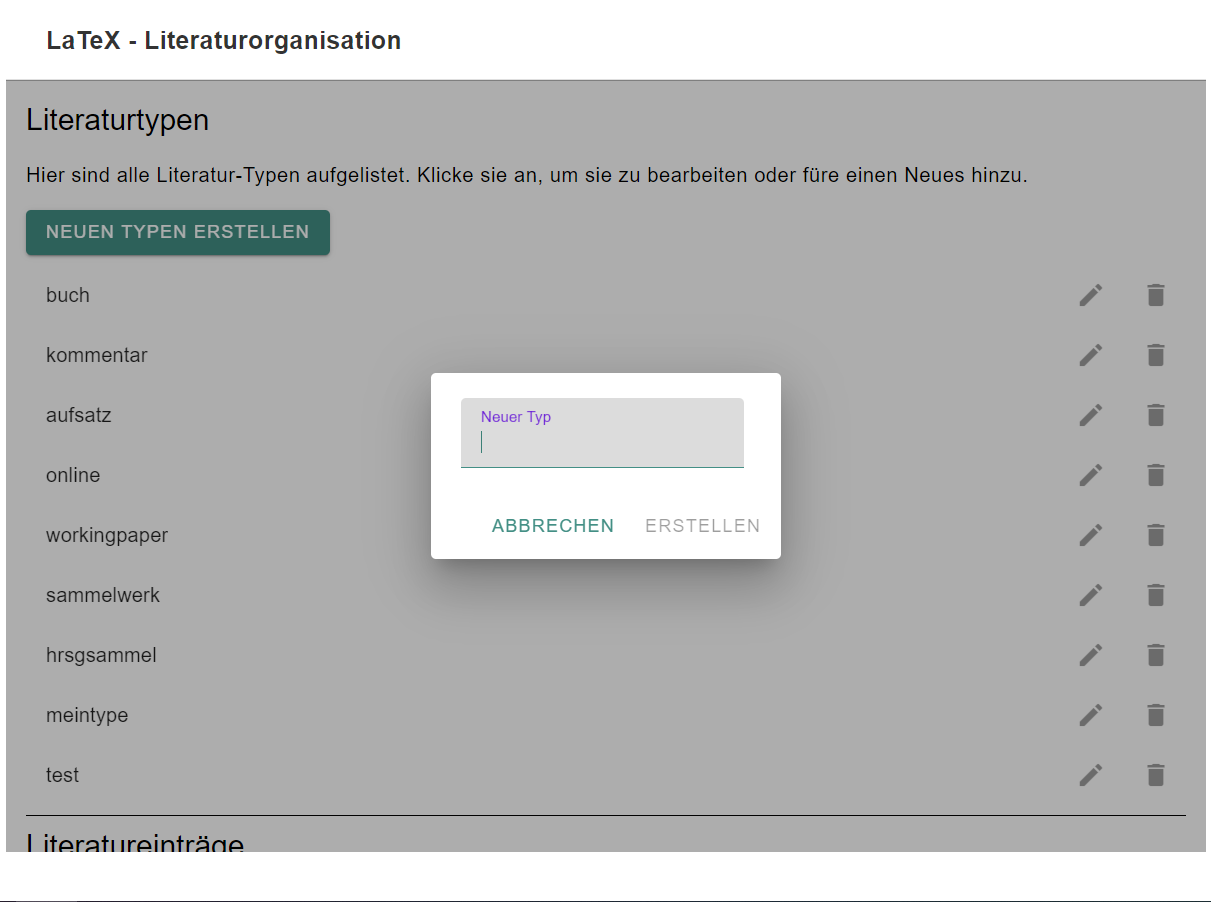 LaTeX - Literaturorganisation
Literaturtypen
Hier sind alle Literatur-Typen aufgelistet. Klicke sie an, um sie zu bearbeiten oder füre einen Neues hinzu.
NEUEN TYPEN ERSTELLEN
buch
kommentar
aufsatz
online
workingpaper
sammelwerk
hrsgsammel
meintype
test
Neuer Typ
ABBRECHEN ERSTELLEN
Literatureinträge